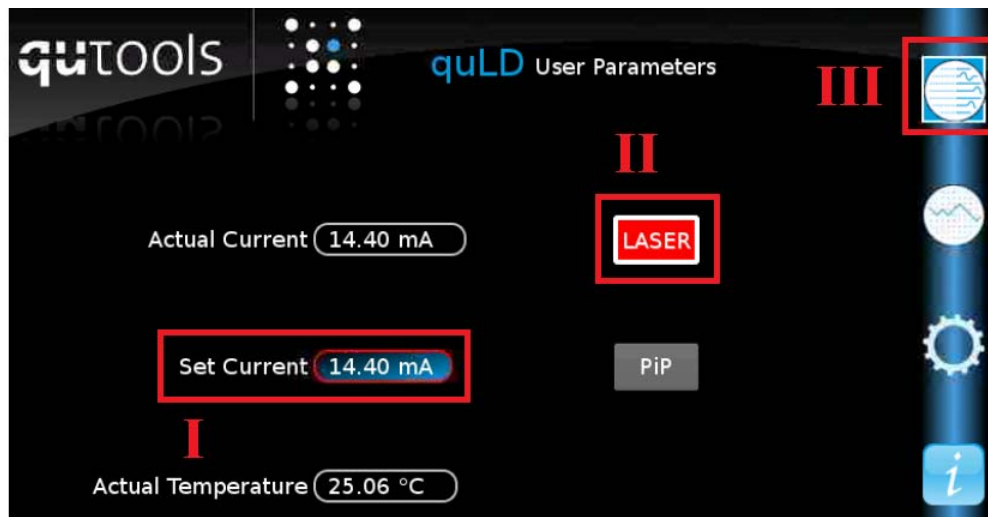 qutools
quLD User Parameters
III
II
Actual Current 14.40 mA
LASER
Set Current 14.40 mA
PiP
I
Actual Temperature 25.06 °C
i